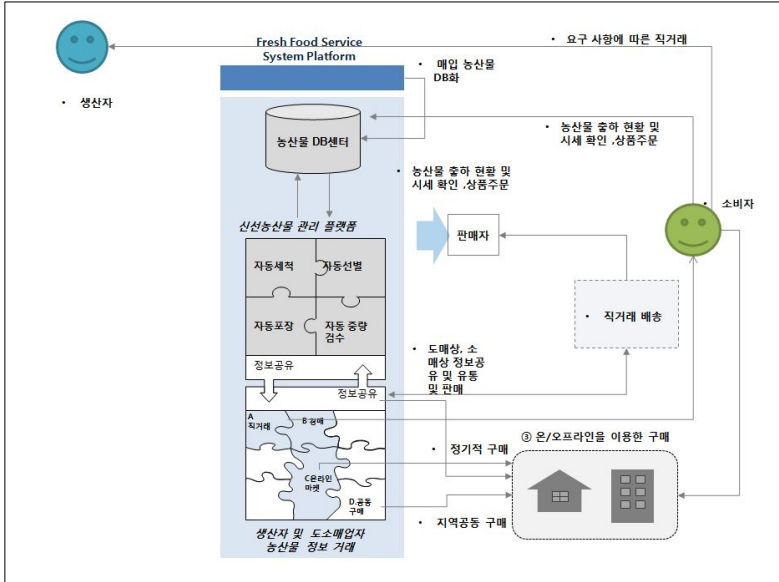 Fresh Food Service
System Platform
• 요구 사항에 따른 직거래
• 매입 농산물
DB화
• 생산자
• 농산물 출하 현황 및
시세 확인 ,상품주문
농산물 DB센터
• 농산물 출하 현황 및
시세 확인 ,상품주문
• 소비자
신선농산물 관리 플랫폼
판매자
자동세척
자동선별
• 직거래 배송
자동포장
자동 중량
검수
• 도매상, 소
매상 정보공
유 및 유통
및 판매
정보공유
정보공유
A
직거래
B 경매
③ 온/오프라인을 이용한 구매
• 정기적 구매
C온라인
마켓
D.공동
구매
• 지역공동 구매
생산자 및 도소매업자
농산물 정보 거래